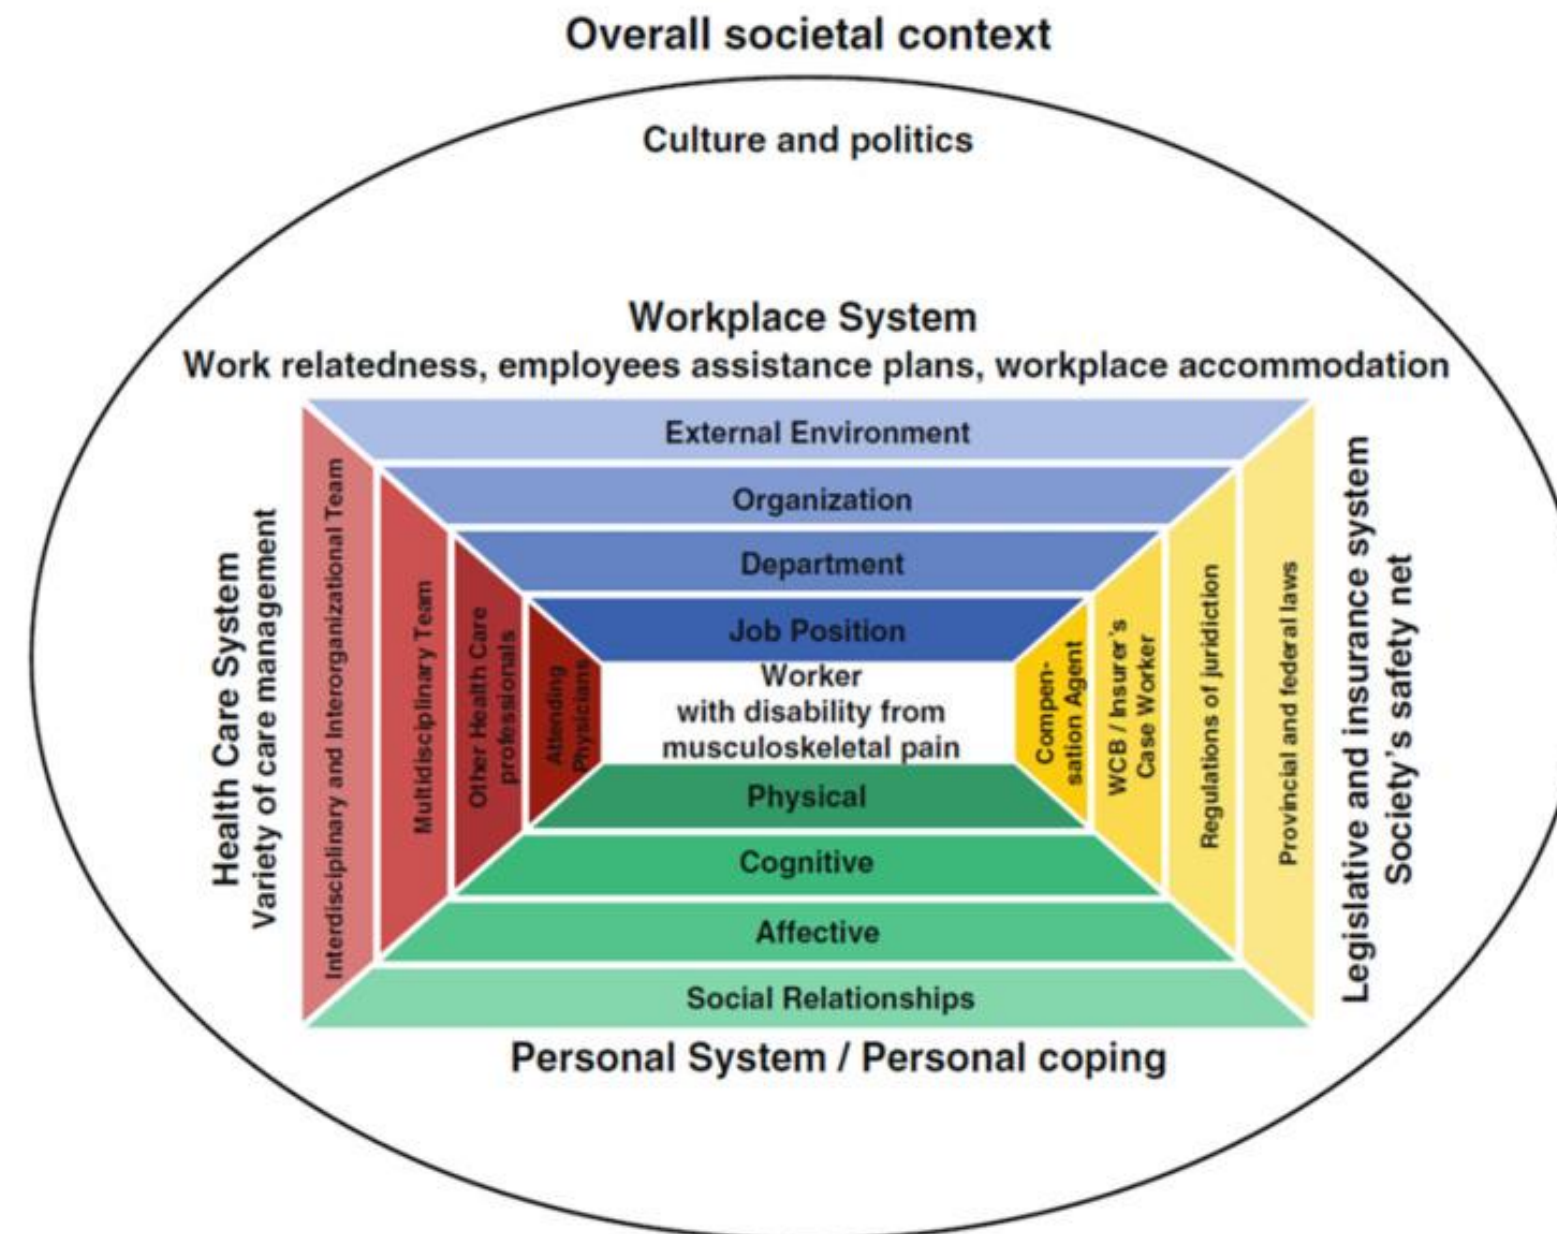 Overall societal context
Culture and politics
Workplace System
Work relatedness, employees assistance plans, workplace accommodation
External Environment
Organization
Department
Job Position
Worker
with disability from
musculoskeletal pain
Physical
Cognitive
Affective
Social Relationships
Personal System / Personal coping
Health Care System
Variety of care management
Interdisciplinary and Interorganizational Team
Multidisciplinary Team
Other Health Care
professionals
Attending
Physicians
Compen-
sation Agent
WCB / Insurer's
Case Worker
Regulations of juridiction
Provincial and federal laws
Legislative and insurance system
Society's safety net